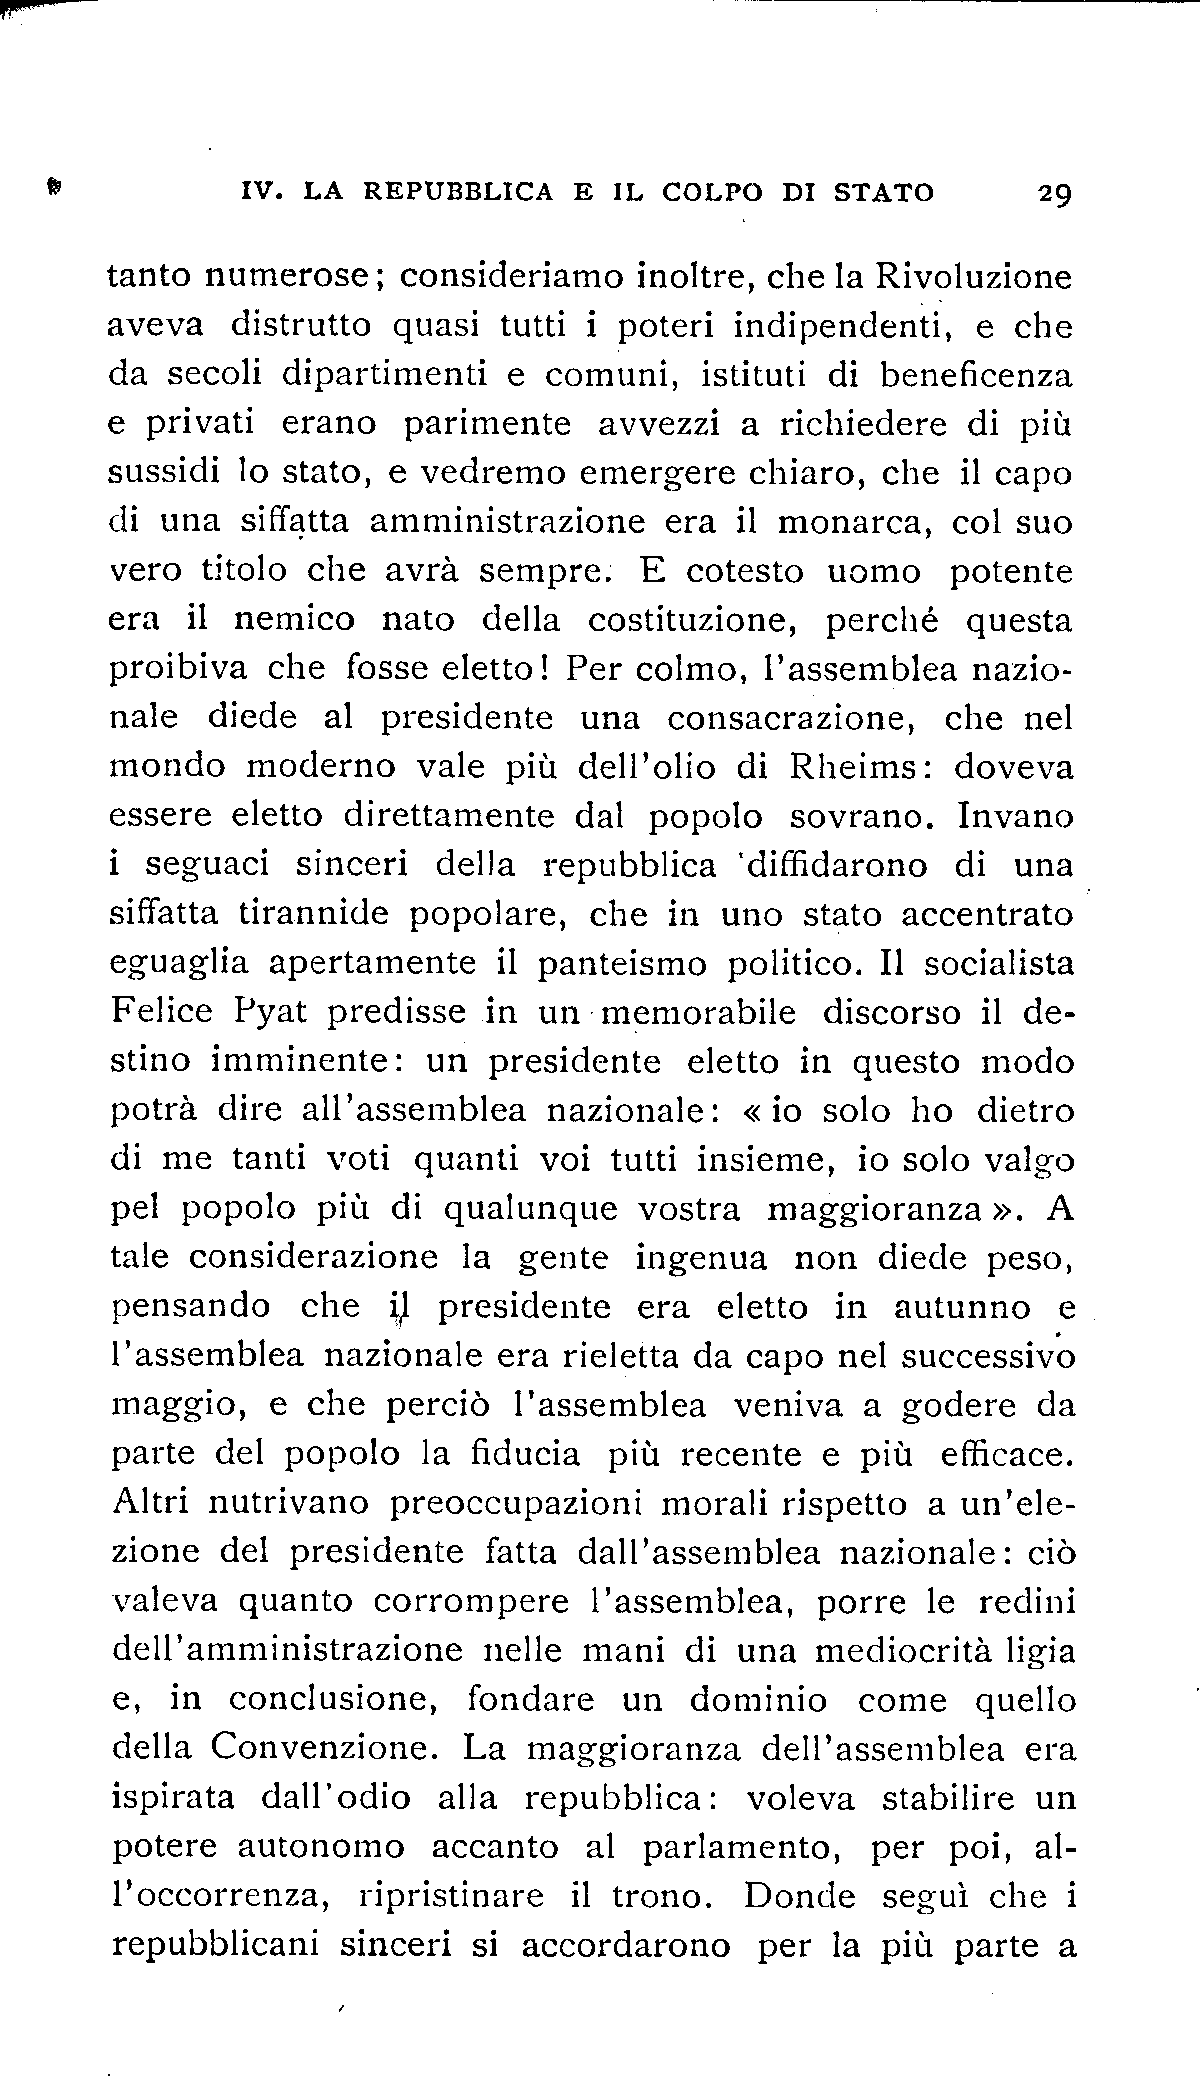 IV. LA REPUBBLICA E IL COLPO DI STATO 29
tanto numerose; consideriamo inoltre, che la Rivoluzione
aveva distrutto quasi tutti i poteri indipendenti, e che
da secoli dipartimenti e comuni, istituti di beneficenza
e privati erano parimente avvezzi a richiedere di più
sussidi lo stato, e vedremo emergere chiaro, che il capo
di una siffatta amministrazione era il monarca, col suo
vero titolo che avrà sempre. E cotesto uomo potente
era il nemico nato della costituzione, perché questa
proibiva che fosse eletto! Per colmo, l'assemblea nazio-
nale diede al presidente una consacrazione, che nel
mondo moderno vale più dell'olio di Rheims: doveva
essere eletto direttamente dal popolo sovrano. Invano
i seguaci sinceri della repubblica diffidarono di una
siffatta tirannide popolare, che in uno stato accentrato
eguaglia apertamente il panteismo politico. Il socialista
Felice Pyat predisse in un memorabile discorso il de-
stino imminente: un presidente eletto in questo modo
potrà dire all'assemblea nazionale: « io solo ho dietro
di me tanti voti quanti voi tutti insieme, io solo valgo
pel popolo più di qualunque vostra maggioranza ». A
tale considerazione la gente ingenua non diede peso,
pensando che il presidente era eletto in autunno e
l'assemblea nazionale era rieletta da capo nel successivo
maggio, e che perciò l'assemblea veniva a godere da
parte del popolo la fiducia più recente e più efficace.
Altri nutrivano preoccupazioni morali rispetto a un'ele-
zione del presidente fatta dall'assemblea nazionale: ciò
valeva quanto corrompere l'assemblea, porre le redini
dell'amministrazione nelle mani di una mediocrità ligia
e, in conclusione, fondare un dominio come quello
della Convenzione. La maggioranza dell'assemblea era
ispirata dall'odio alla repubblica: voleva stabilire un
potere autonomo accanto al parlamento, per poi, al-
l'occorrenza, ripristinare il trono. Donde seguì che i
repubblicani sinceri si accordarono per la più parte a